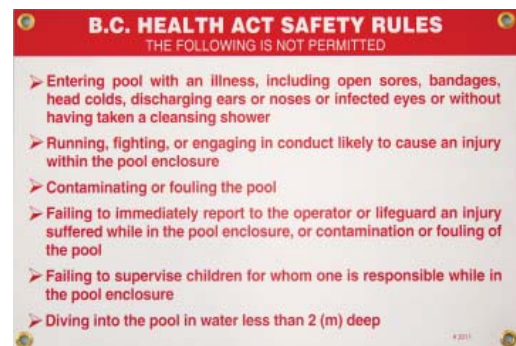 B.C. HEALTH ACT SAFETY RULES
THE FOLLOWING IS NOT PERMITTED
Entering pool with an illness, including open sores, bandages,
head colds, discharging ears or noses or infected eyes or without
having taken a cleansing shower
Running, fighting, or engaging in conduct likely to cause an injury
within the pool enclosure
Contaminating or fouling the pool
Failing to immediately report to the operator or lifeguard an injury
suffered while in the pool enclosure, or contamination or fouling of
the pool
Failing to supervise children for whom one is responsible while in
the pool enclosure
Diving into the pool in water less than 2 (m) deep